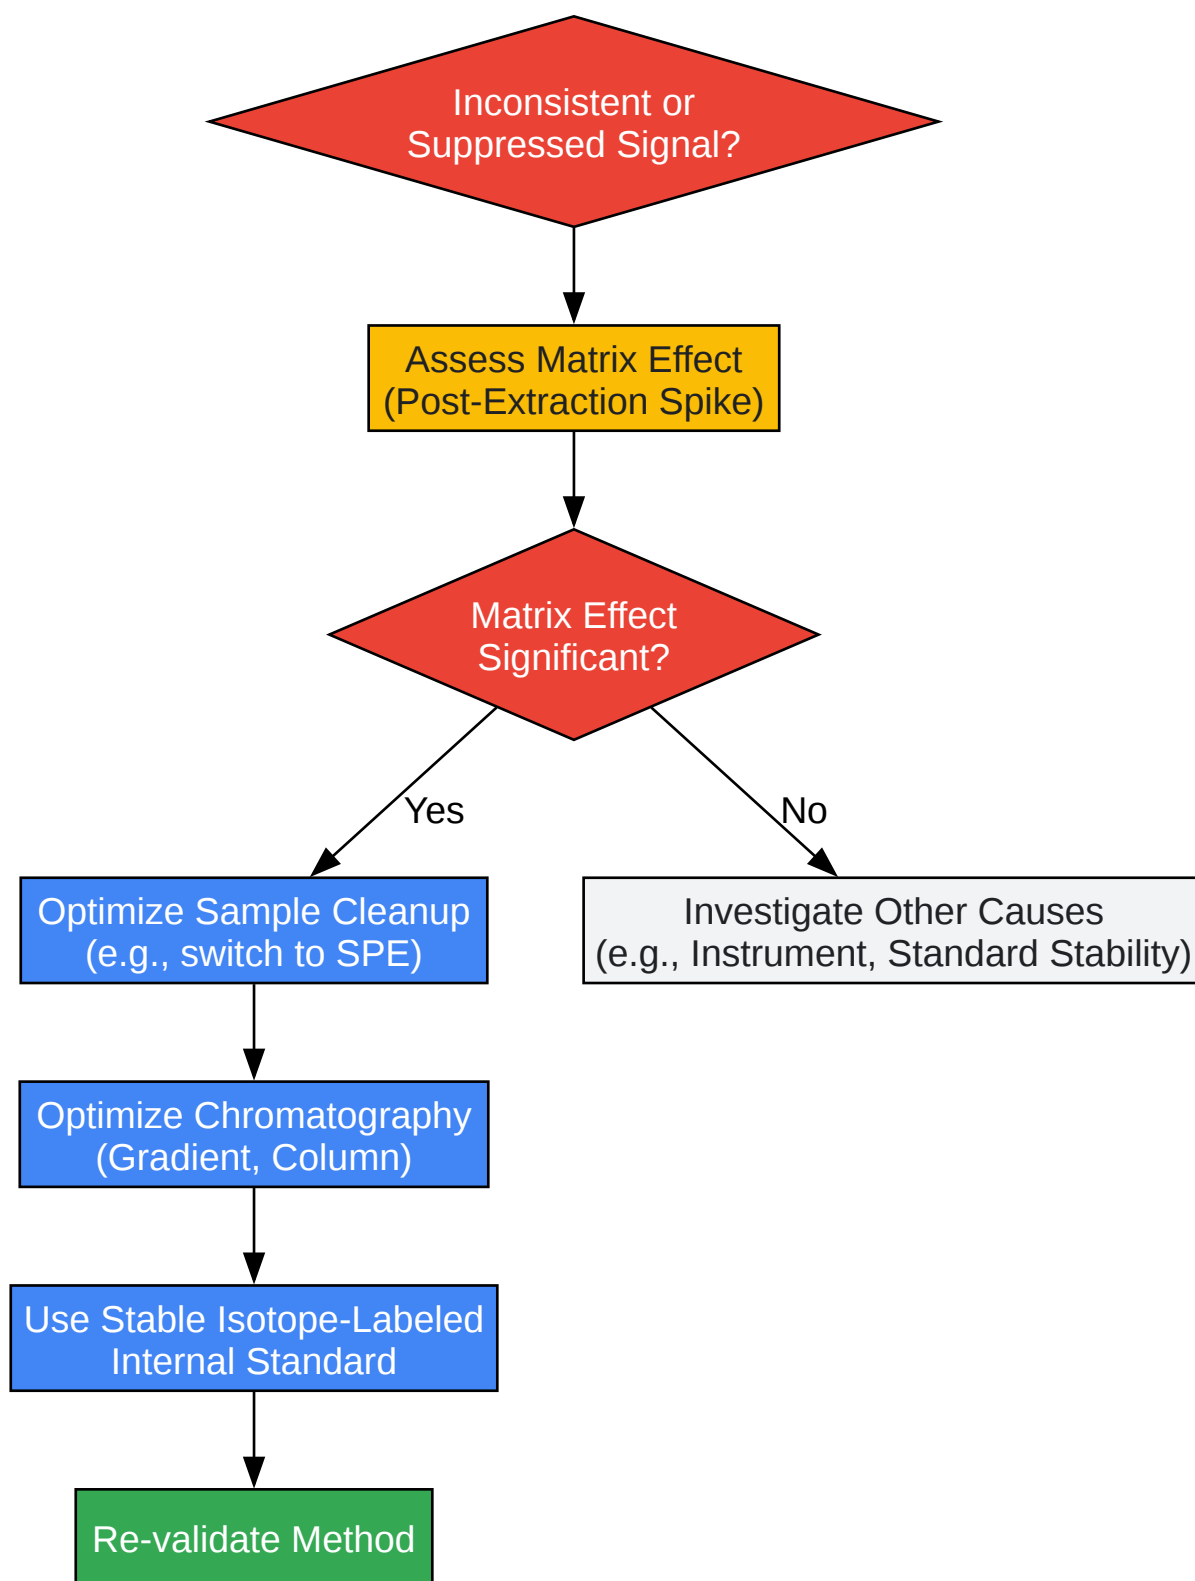 Inconsistent or
Suppressed Signal?
Assess Matrix Effect
(Post-Extraction Spike)
Matrix Effect
Significant?
Yes
No
Optimize Sample Cleanup
(e.g., switch to SPE)
Investigate Other Causes
(e.g., Instrument, Standard Stability)
Optimize Chromatography
(Gradient, Column)
Use Stable Isotope-Labeled
Internal Standard
Re-validate Method